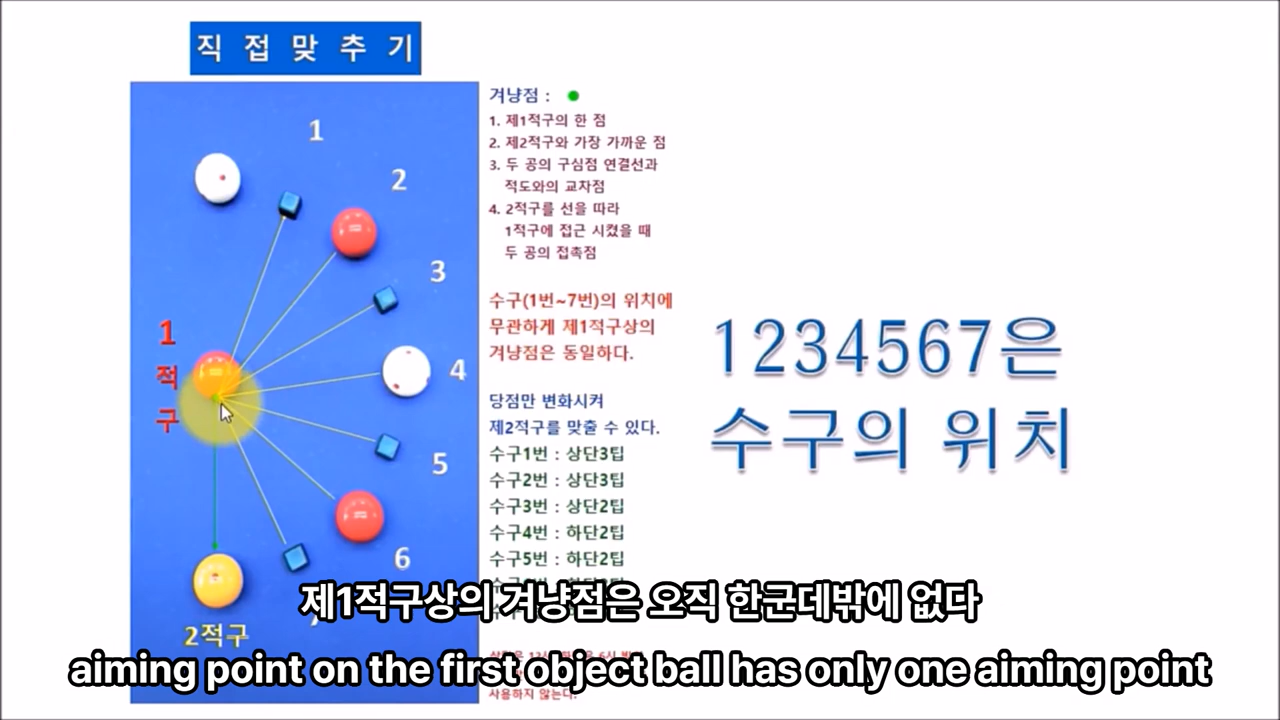 직접맞추기
1
2
3
4
5
6
1
적
구
2적구
겨냥점 :
1. 제1적구의 한 점
2. 제2적구와 가장 가까운 점
3. 두 공의 구심점 연결선과
적도와의 교차점
4. 2적구를 선을 따라
1적구에 접근 시켰을 때
두 공의 접촉점
수구(1번~7번)의 위치에
무관하게 제1적구상의
겨냥점은 동일하다.
당점만 변화시켜
제2적구를 맞출 수 있다.
수구1번 : 상단3팁
수구2번 : 상단3팁
수구3번 : 상단2팁
수구4번 : 하단2팁
수구5번 : 하단2팁
사용하지 않는다.
1234567은
수구의 위치
제1적구상의 겨냥점은 오직 한군데밖에 없다
aiming point on the first object ball has only one aiming point